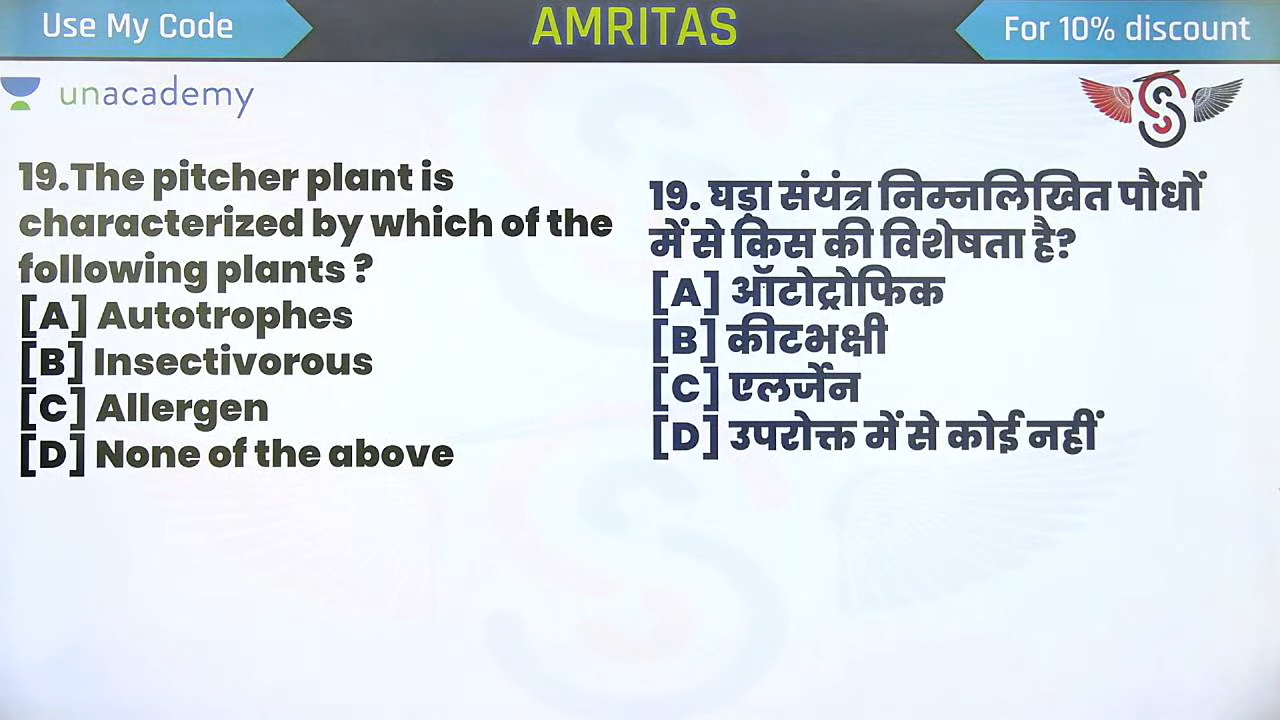 Use My Code
AMRITAS
For 10% discount
unacademy
19.The pitcher plant is
characterized by which of the
following plants ?
[A] Autotrophes
[B] Insectivorous
[C] Allergen
[D] None of the above
19. घड़ा संयंत्र निम्नलिखित पौधों
में से किस की विशेषता है?
[A] ऑटोट्रोफिक
[B] कीटभक्षी
[C] एलर्जेन
[D] उपरोक्त में से कोई नहीं